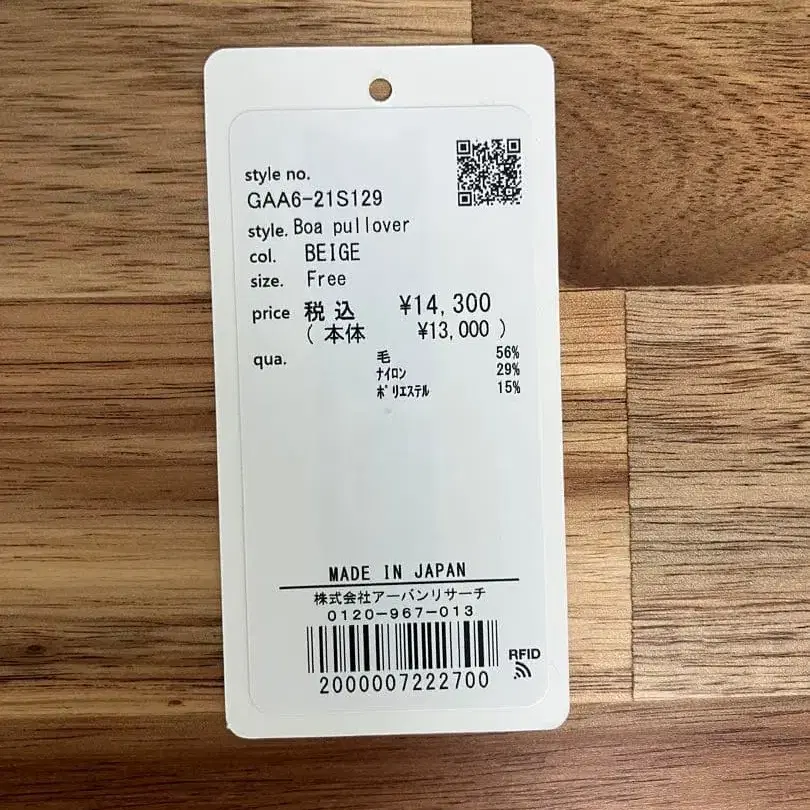 style no.
GAA6-21S129
style. Boa pullover
col. BEIGE
size. Free
price 税込 ¥14,300
( 本体 ¥13,000 )
qua. 毛 56%
ﾅｲﾛﾝ 29%
ﾎﾟﾘｴｽﾃﾙ 15%
MADE IN JAPAN
株式会社アーバンリサーチ
0120-967-013
RFID
2000007222700